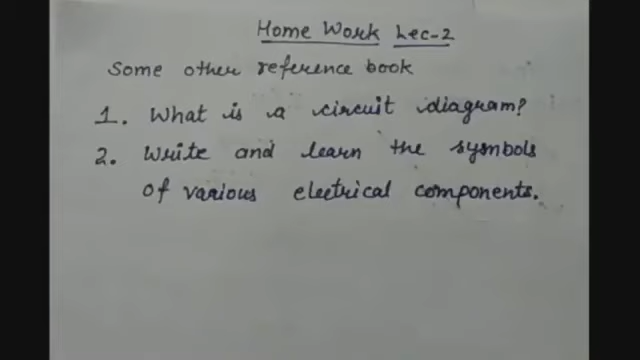 Home Work Lec-2
Some other reference book
1. What is a circuit diagram?
2. Write and learn the symbols
of various electrical components.